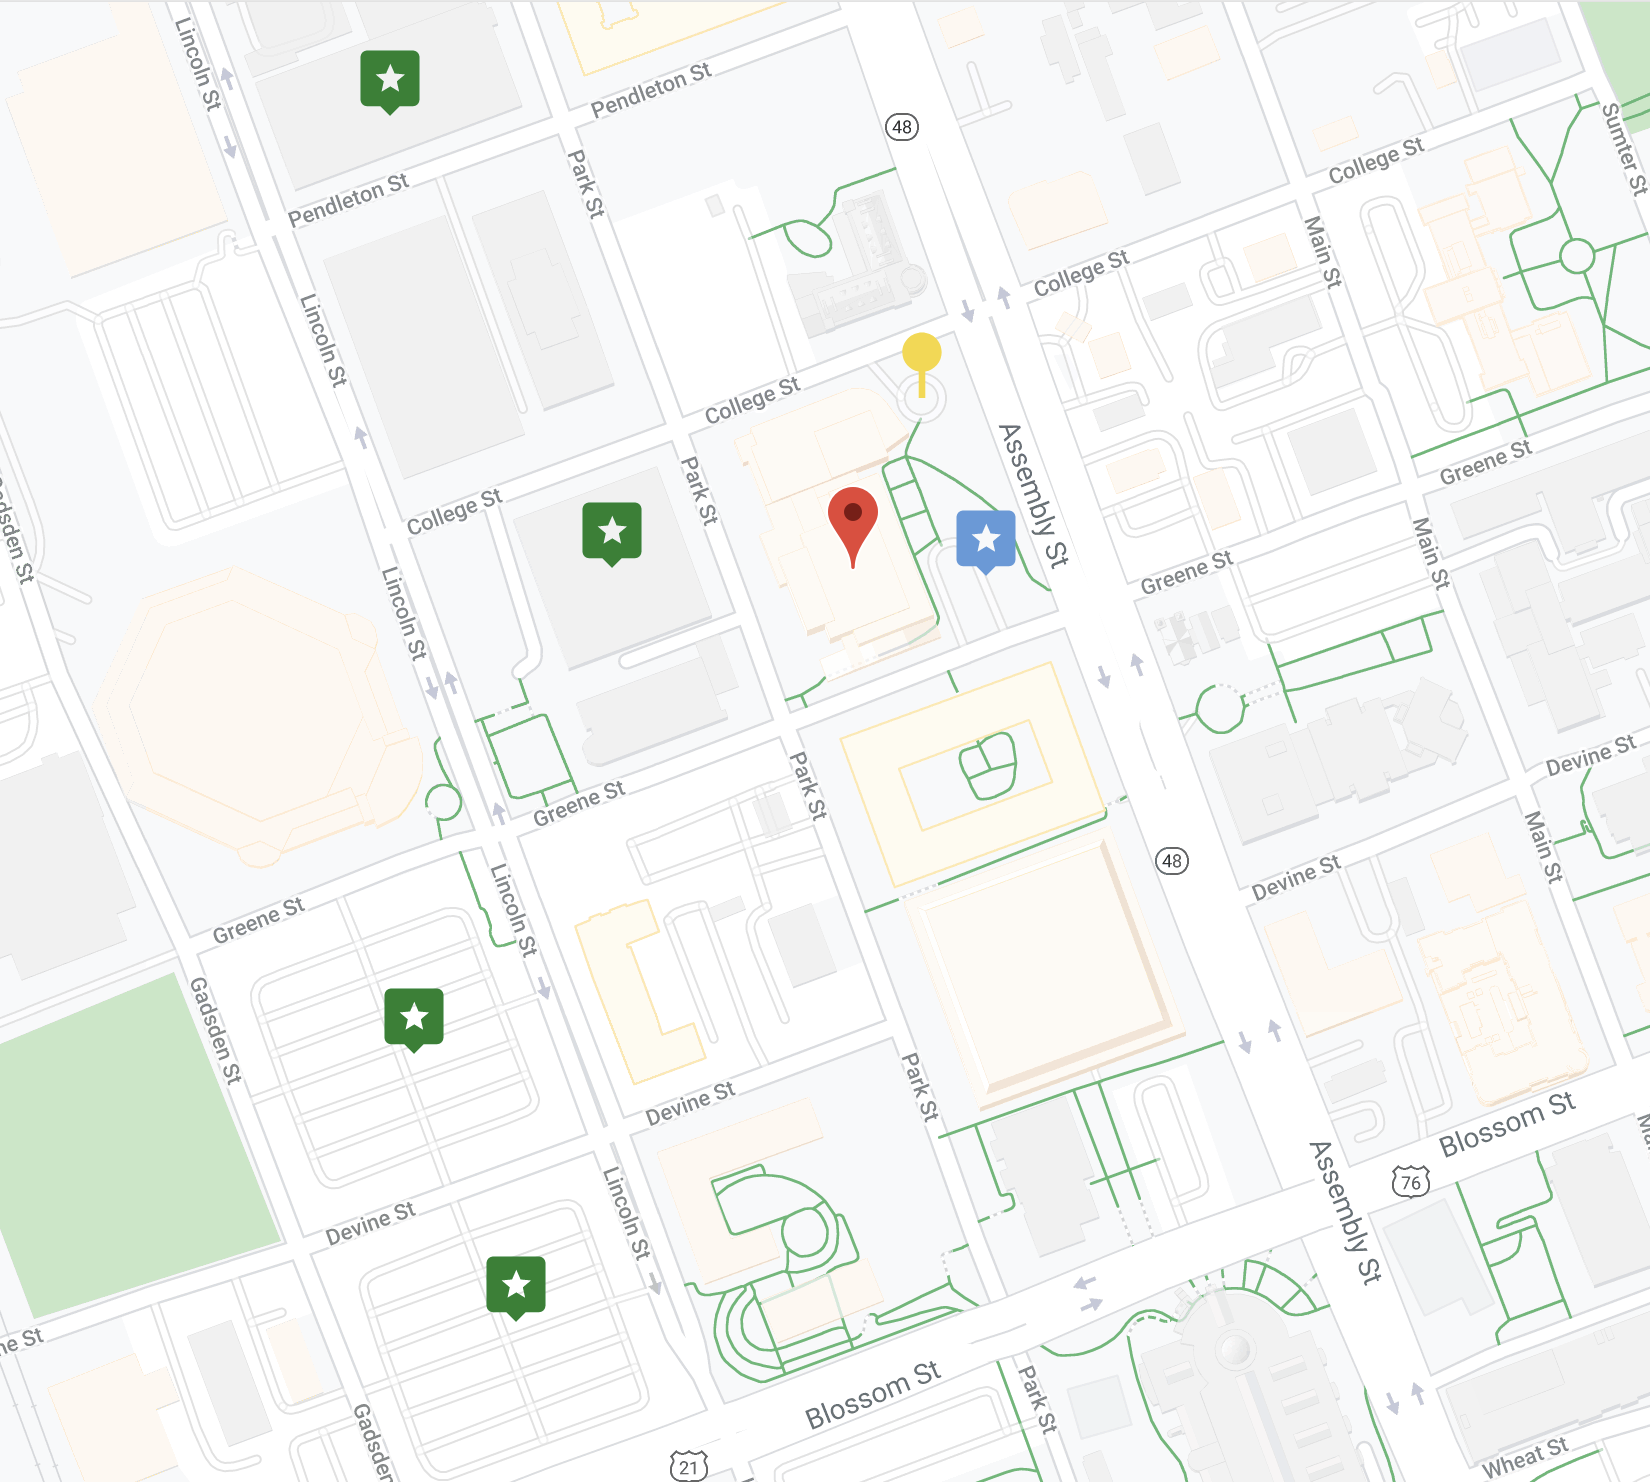 Lincoln St
Pendleton St
48
College St
Sumter St
Park St
Pendleton St
Main St
College St
Lincoln St
College St
Assembly St
Greene St
Park St
College St
Gadsden St
Main St
Greene St
Lincoln St
Devine St
Park St
Greene St
Main St
48
Devine St
Lincoln St
Greene St
Gadsden St
Park St
Devine St
Blossom St
Assembly St
76
Lincoln St
Devine St
ne St
Park St
Blossom St
Gadsden
Wheat St
21